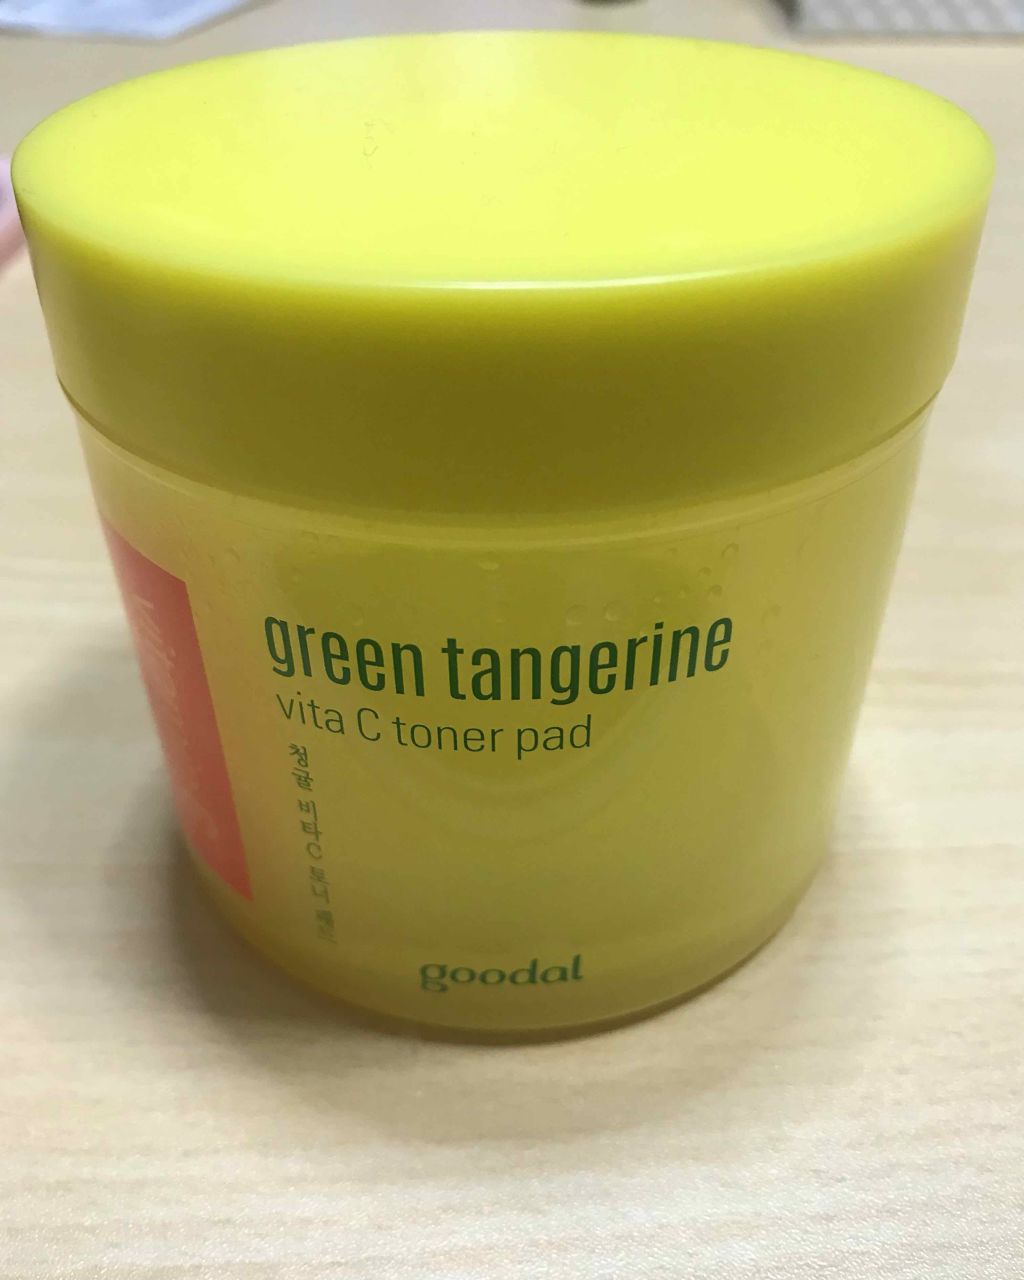 green tangerine
vita C toner pad
청귤 비타C 토너 패드
goodal